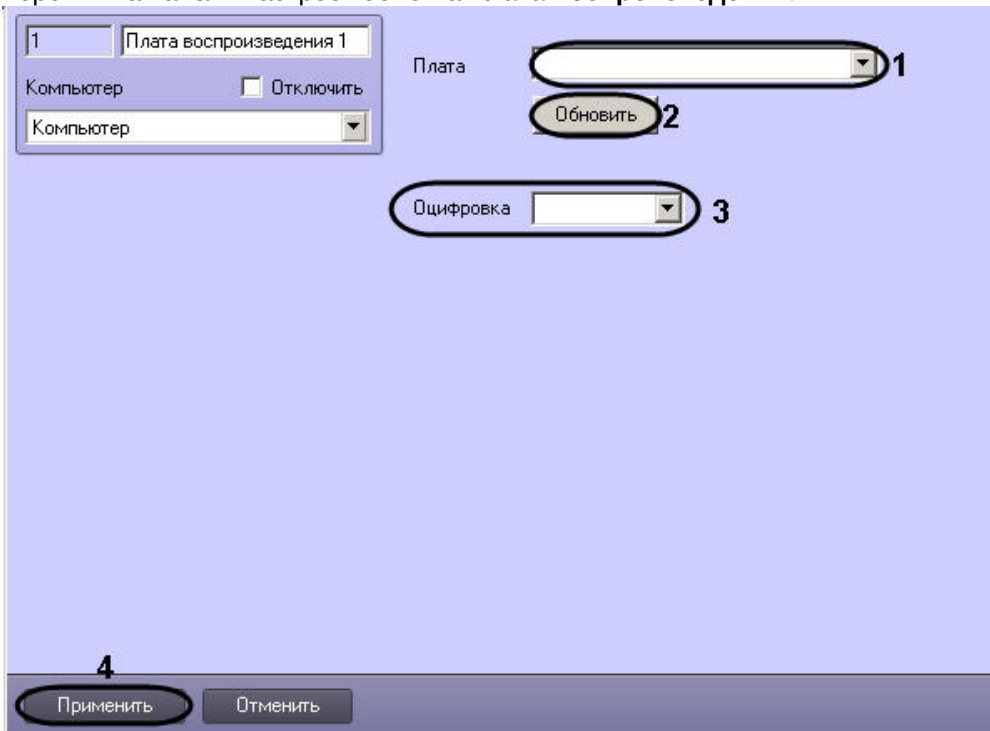 1 Плата воспроизведения 1
Компьютер Отключить
Компьютер
Плата 1
Обновить 2
Оцифровка 3
4
Применить Отменить